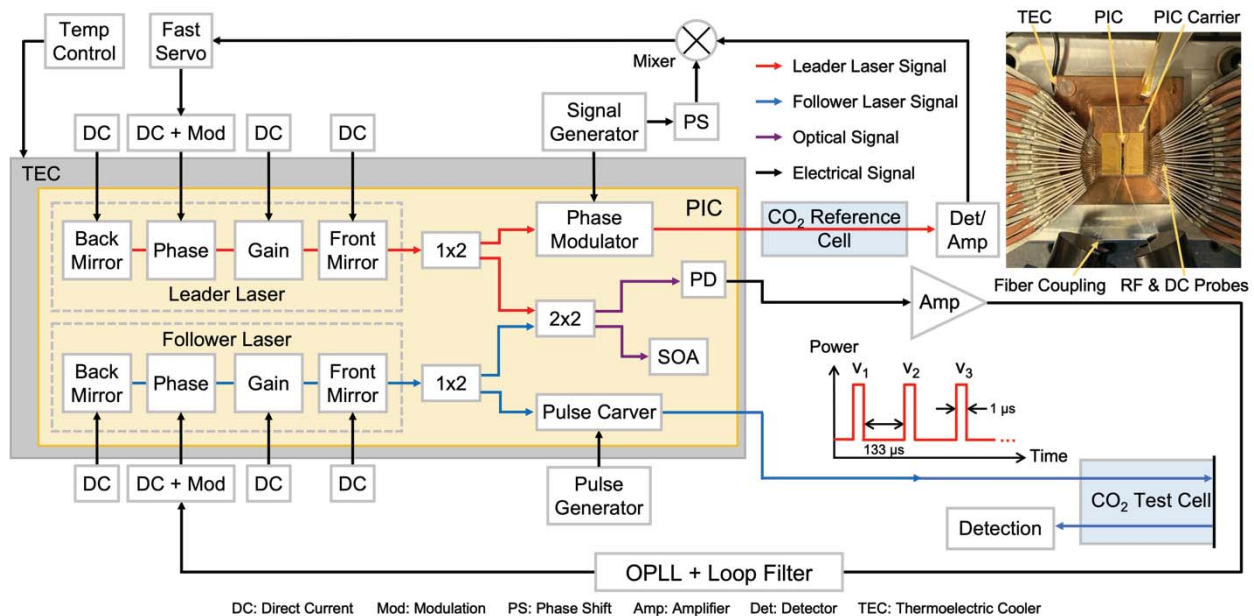 Temp
Control
Fast
Servo
Mixer
Signal
Generator
PS
Leader Laser Signal
Follower Laser Signal
Optical Signal
Electrical Signal
TEC
PIC
PIC Carrier
Fiber Coupling
RF & DC Probes
DC
DC + Mod
DC
DC
TEC
PIC
Back
Mirror
Phase
Gain
Front
Mirror
Leader Laser
1x2
Phase
Modulator
CO₂ Reference
Cell
Det/
Amp
2x2
PD
SOA
Amp
Follower Laser
Back
Mirror
Phase
Gain
Front
Mirror
1x2
Pulse Carver
Power
V₁
V₂
V₃
1 µs
133 µs
...
Time
DC
DC + Mod
DC
DC
Pulse
Generator
CO₂ Test Cell
Detection
OPLL + Loop Filter
DC: Direct Current Mod: Modulation PS: Phase Shift Amp: Amplifier Det: Detector TEC: Thermoelectric Cooler